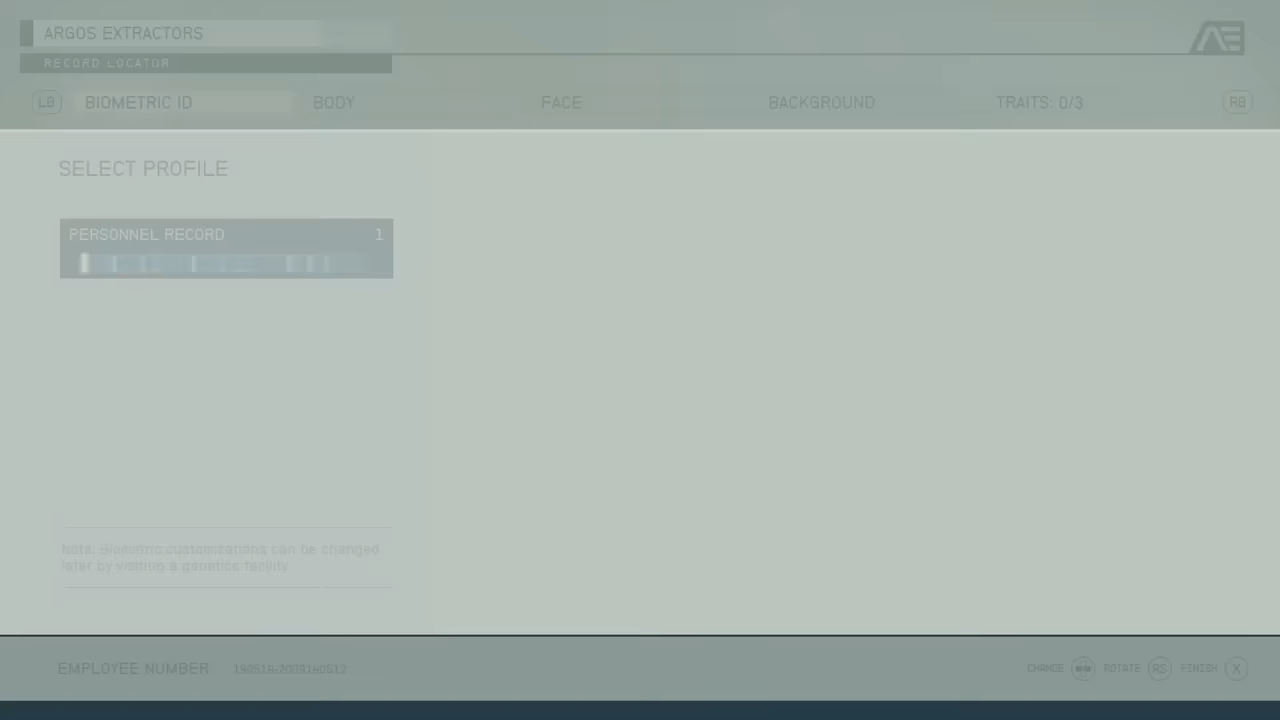 ARGOS EXTRACTORS
RECORD LOCATOR
LB BIOMETRIC ID BODY FACE BACKGROUND TRAITS: 0/3 RB
SELECT PROFILE
PERSONNEL RECORD 1
Note: Biometric customizations can be changed
later by visiting a genetics facility
EMPLOYEE NUMBER
CHANGE ROTATE RS FINISH X